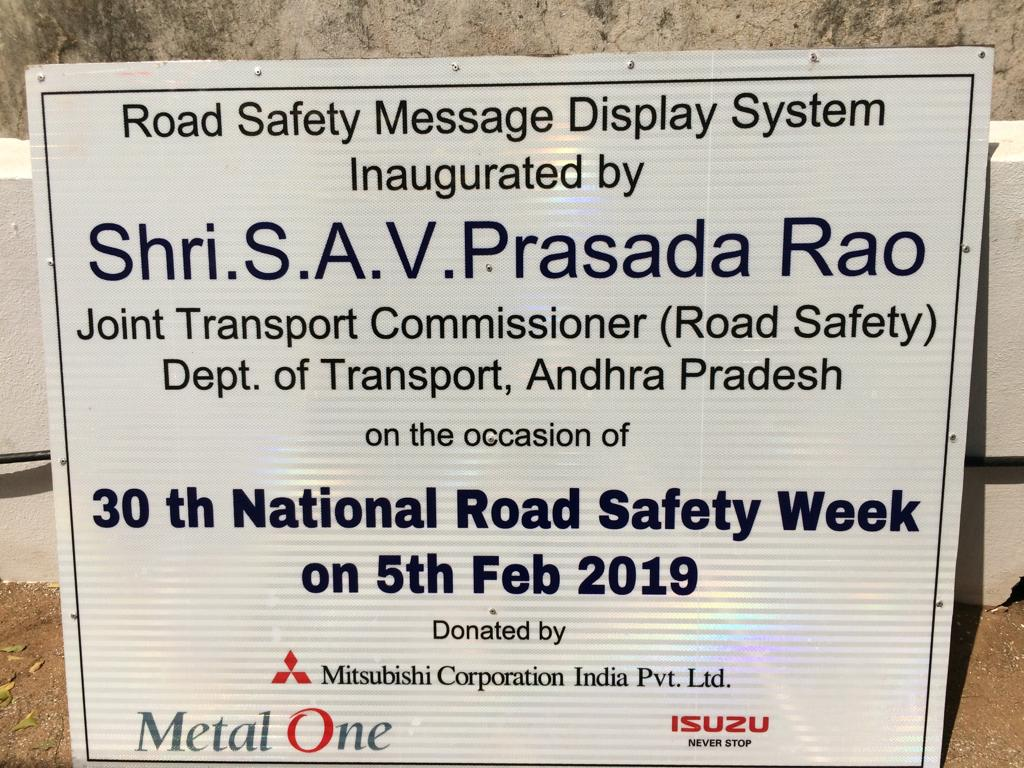 Road Safety Message Display System
Inaugurated by
Shri.S.A.V.Prasada Rao
Joint Transport Commissioner (Road Safety)
Dept. of Transport, Andhra Pradesh
on the occasion of
30 th National Road Safety Week
on 5th Feb 2019
Donated by
Mitsubishi Corporation India Pvt. Ltd.
Metal One
ISUZU
NEVER STOP